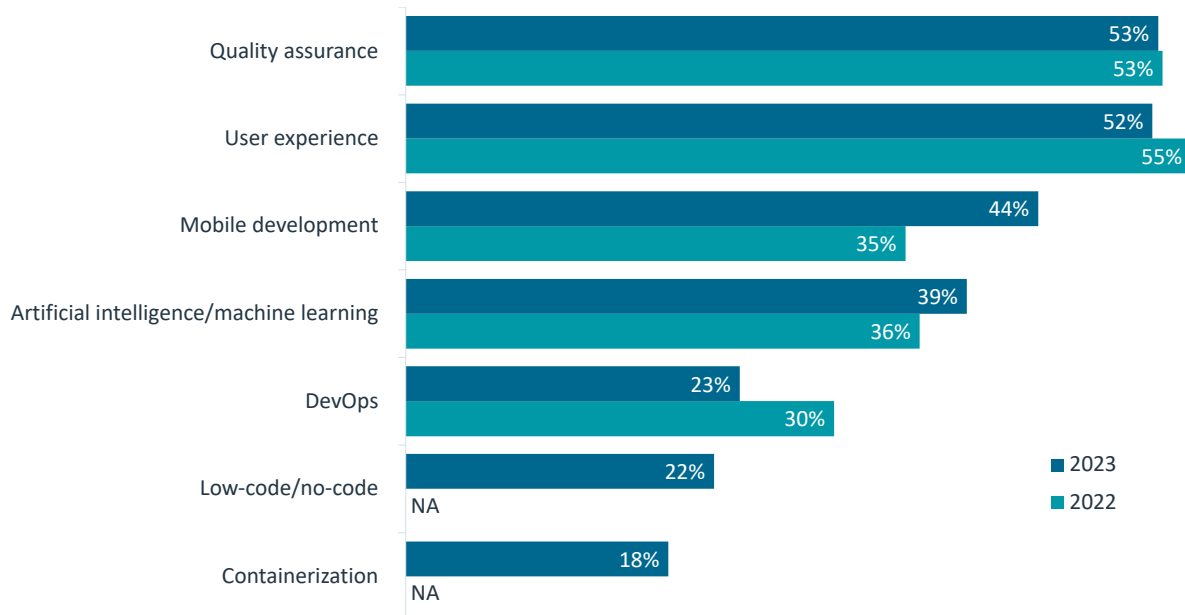 Quality assurance
53%
53%
User experience
52%
55%
Mobile development
44%
35%
Artificial intelligence/machine learning
39%
36%
DevOps
23%
30%
Low-code/no-code
22%
NA
2023
2022
Containerization
18%
NA